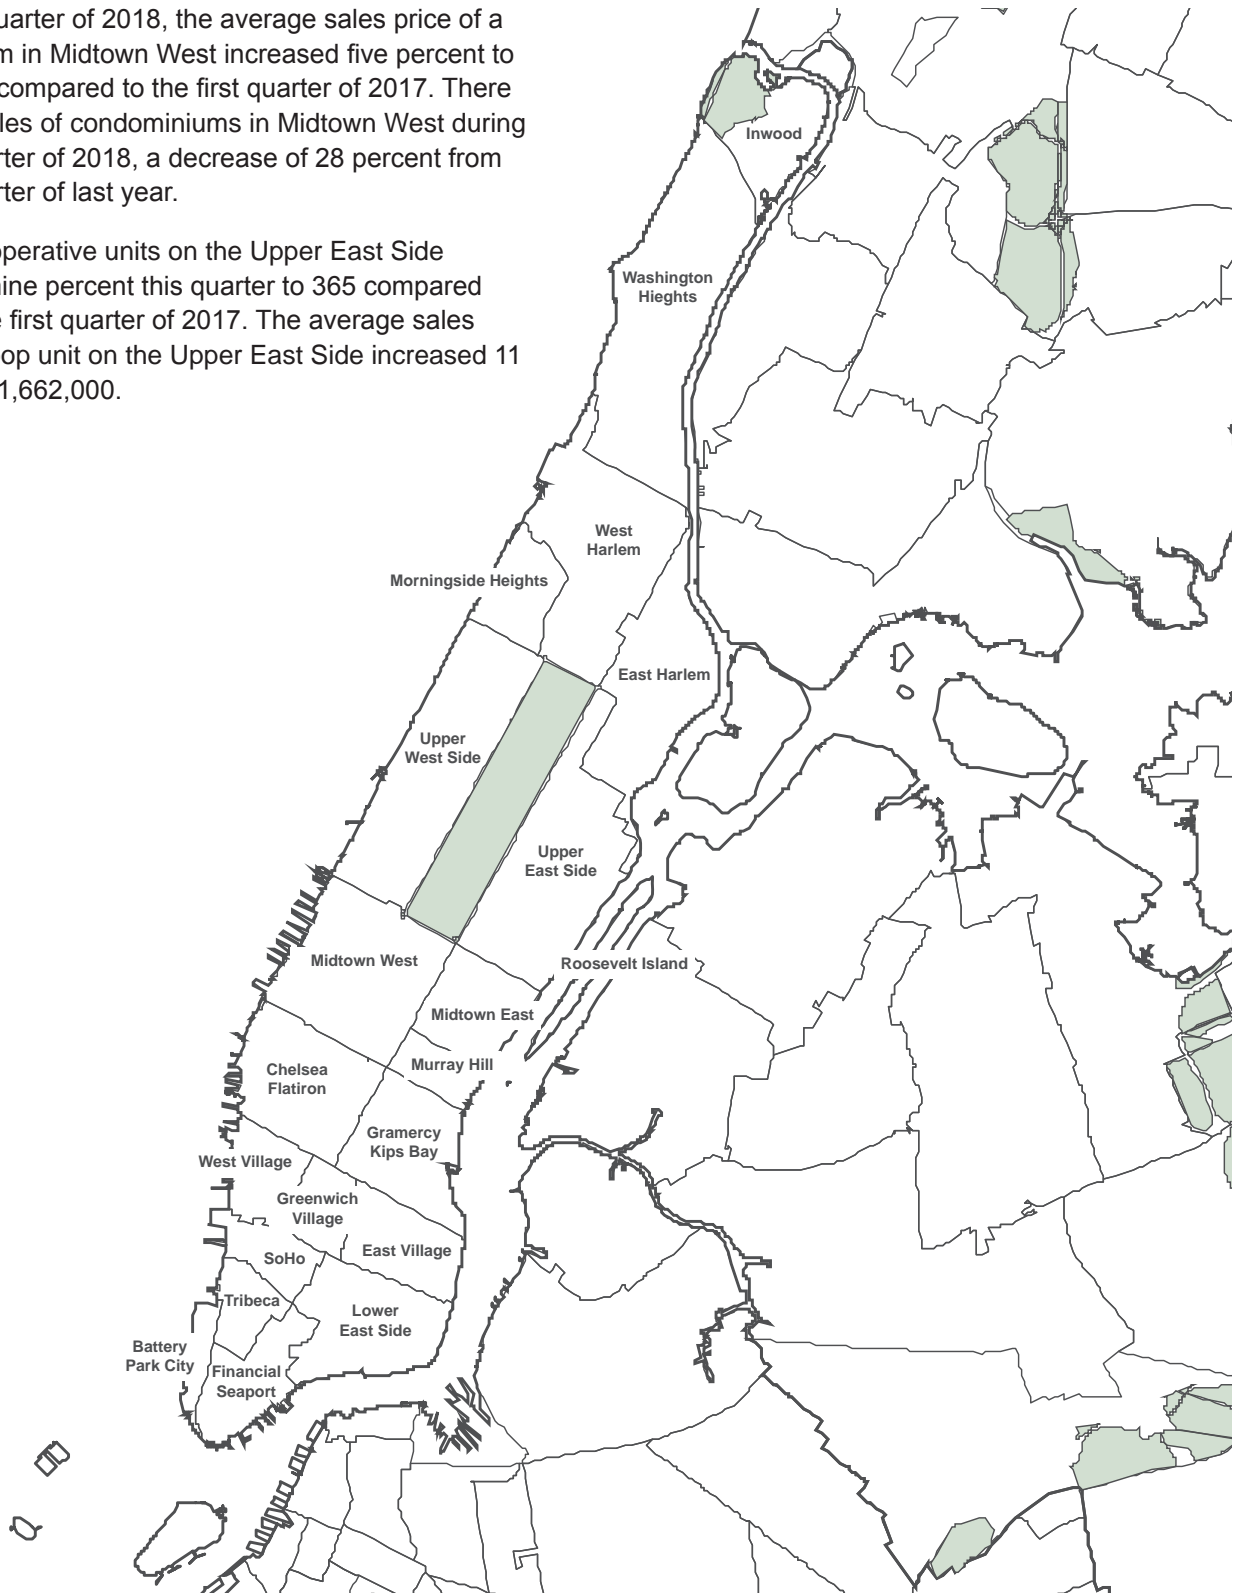 uarter of 2018, the average sales price of a
m in Midtown West increased five percent to
compared to the first quarter of 2017. There
les of condominiums in Midtown West during
rter of 2018, a decrease of 28 percent from
rter of last year.
operative units on the Upper East Side
nine percent this quarter to 365 compared
e first quarter of 2017. The average sales
oop unit on the Upper East Side increased 11
1,662,000.
Inwood
Washington
Hieghts
West
Harlem
Morningside Heights
East Harlem
Upper
West Side
Upper
East Side
Midtown West
Roosevelt Island
Midtown East
Murray Hill
Chelsea
Flatiron
Gramercy
Kips Bay
West Village
Greenwich
Village
East Village
SoHo
Tribeca
Lower
East Side
Battery
Park City
Financial
Seaport